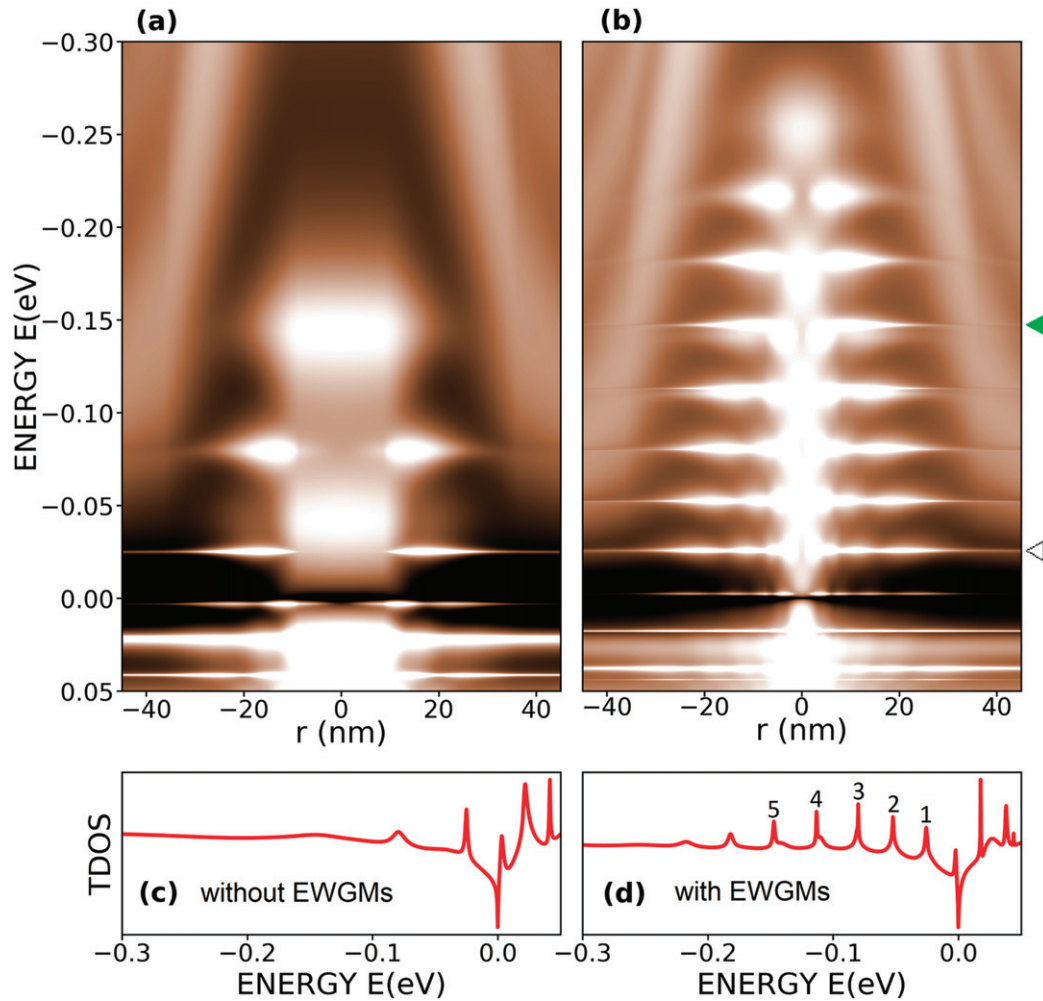 (a)
(b)
ENERGY E(eV)
−0.30
−0.25
−0.20
−0.15
−0.10
−0.05
0.00
0.05
−40 −20 0 20 40
r (nm)
−40 −20 0 20 40
r (nm)
TDOS
(c) without EWGMs
−0.3 −0.2 −0.1 0.0
ENERGY E(eV)
5 4 3 2 1
(d) with EWGMs
−0.3 −0.2 −0.1 0.0
ENERGY E(eV)